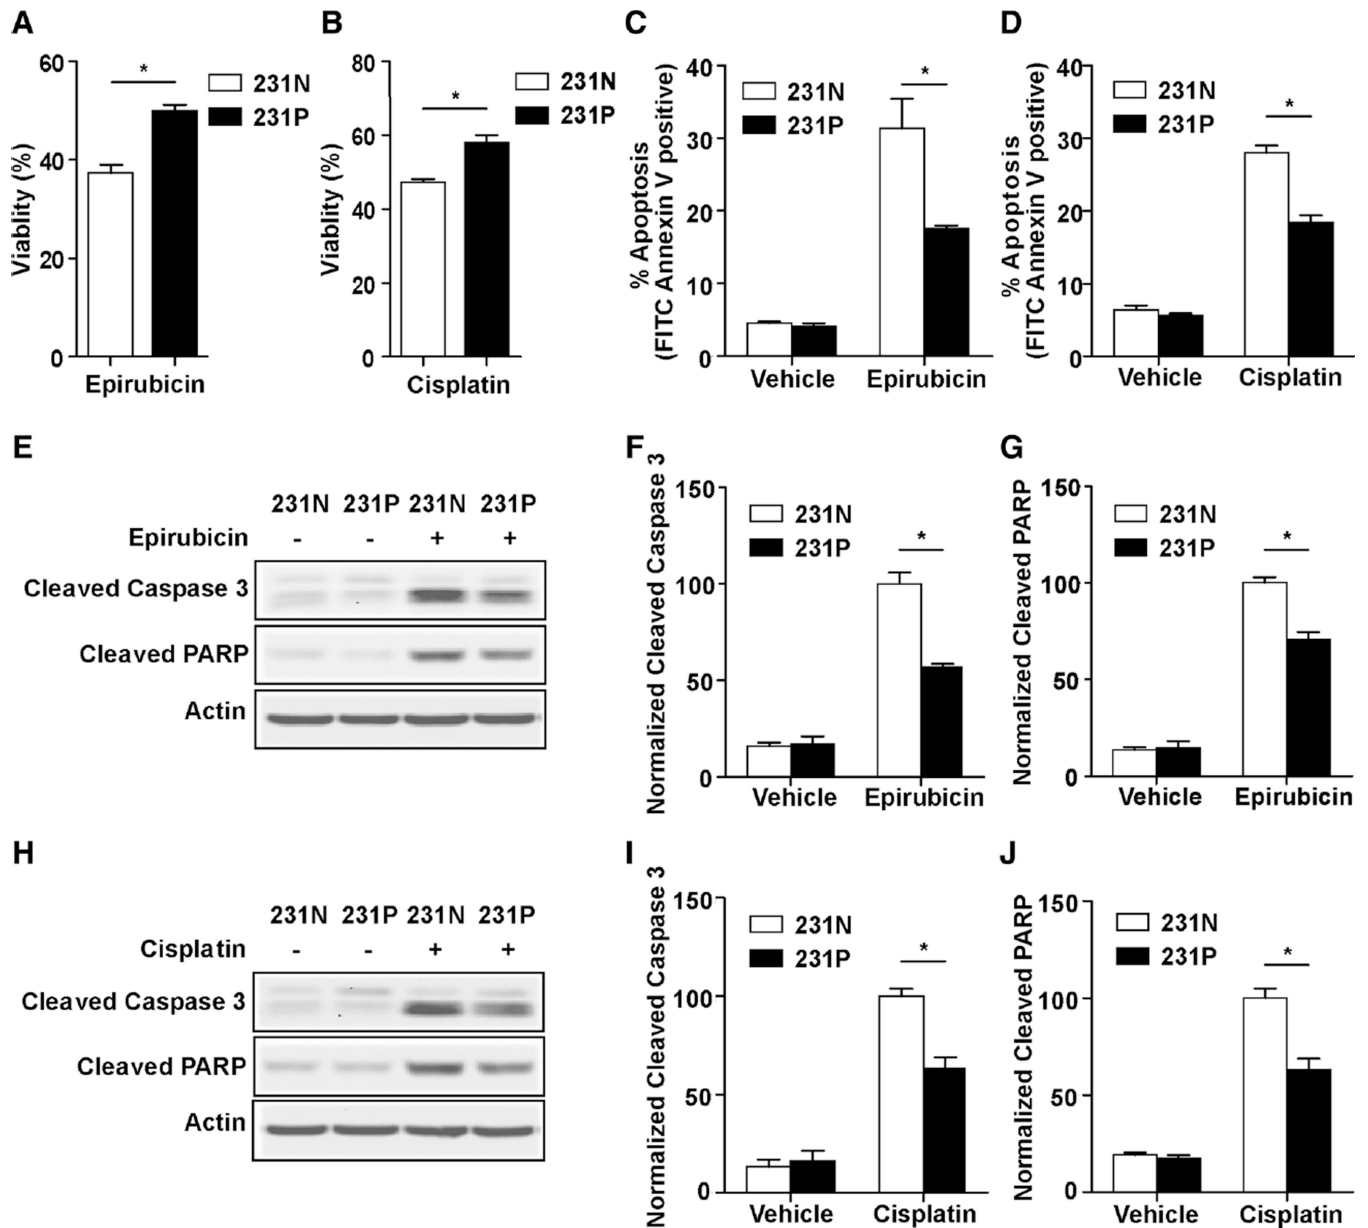 A
60
40
20
0
Viablity (%)
*
231N
231P
Epirubicin
B
80
60
40
20
0
Viablity (%)
*
231N
231P
Cisplatin
C
40
30
20
10
0
% Apoptosis
(FITC Annexin V positive)
231N
231P
*
Vehicle Epirubicin
D
40
30
20
10
0
% Apoptosis
(FITC Annexin V positive)
231N
231P
*
Vehicle Cisplatin
E
231N 231P 231N 231P
Epirubicin - - + +
Cleaved Caspase 3
Cleaved PARP
Actin
F
150
100
50
0
Normalized Cleaved Caspase 3
231N
231P
*
Vehicle Epirubicin
G
150
100
50
0
Normalized Cleaved PARP
231N
231P
*
Vehicle Epirubicin
H
231N 231P 231N 231P
Cisplatin - - + +
Cleaved Caspase 3
Cleaved PARP
Actin
I
150
100
50
0
Normalized Cleaved Caspase 3
231N
231P
*
Vehicle Cisplatin
J
150
100
50
0
Normalized Cleaved PARP
231N
231P
*
Vehicle Cisplatin